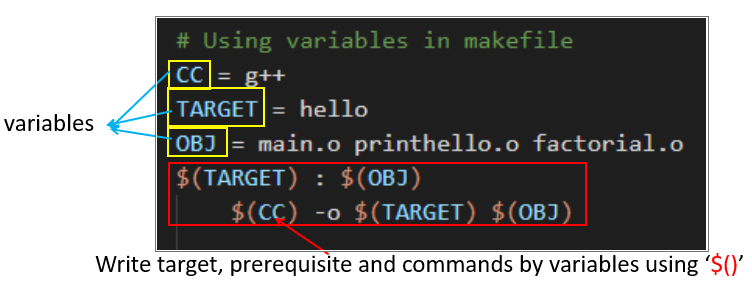 # Using variables in makefile
CC = g++
TARGET = hello
variables
OBJ = main.o printhello.o factorial.o
$(TARGET) : $(OBJ)
$(CC) -o $(TARGET) $(OBJ)
Write target, prerequisite and commands by variables using ‘$()’